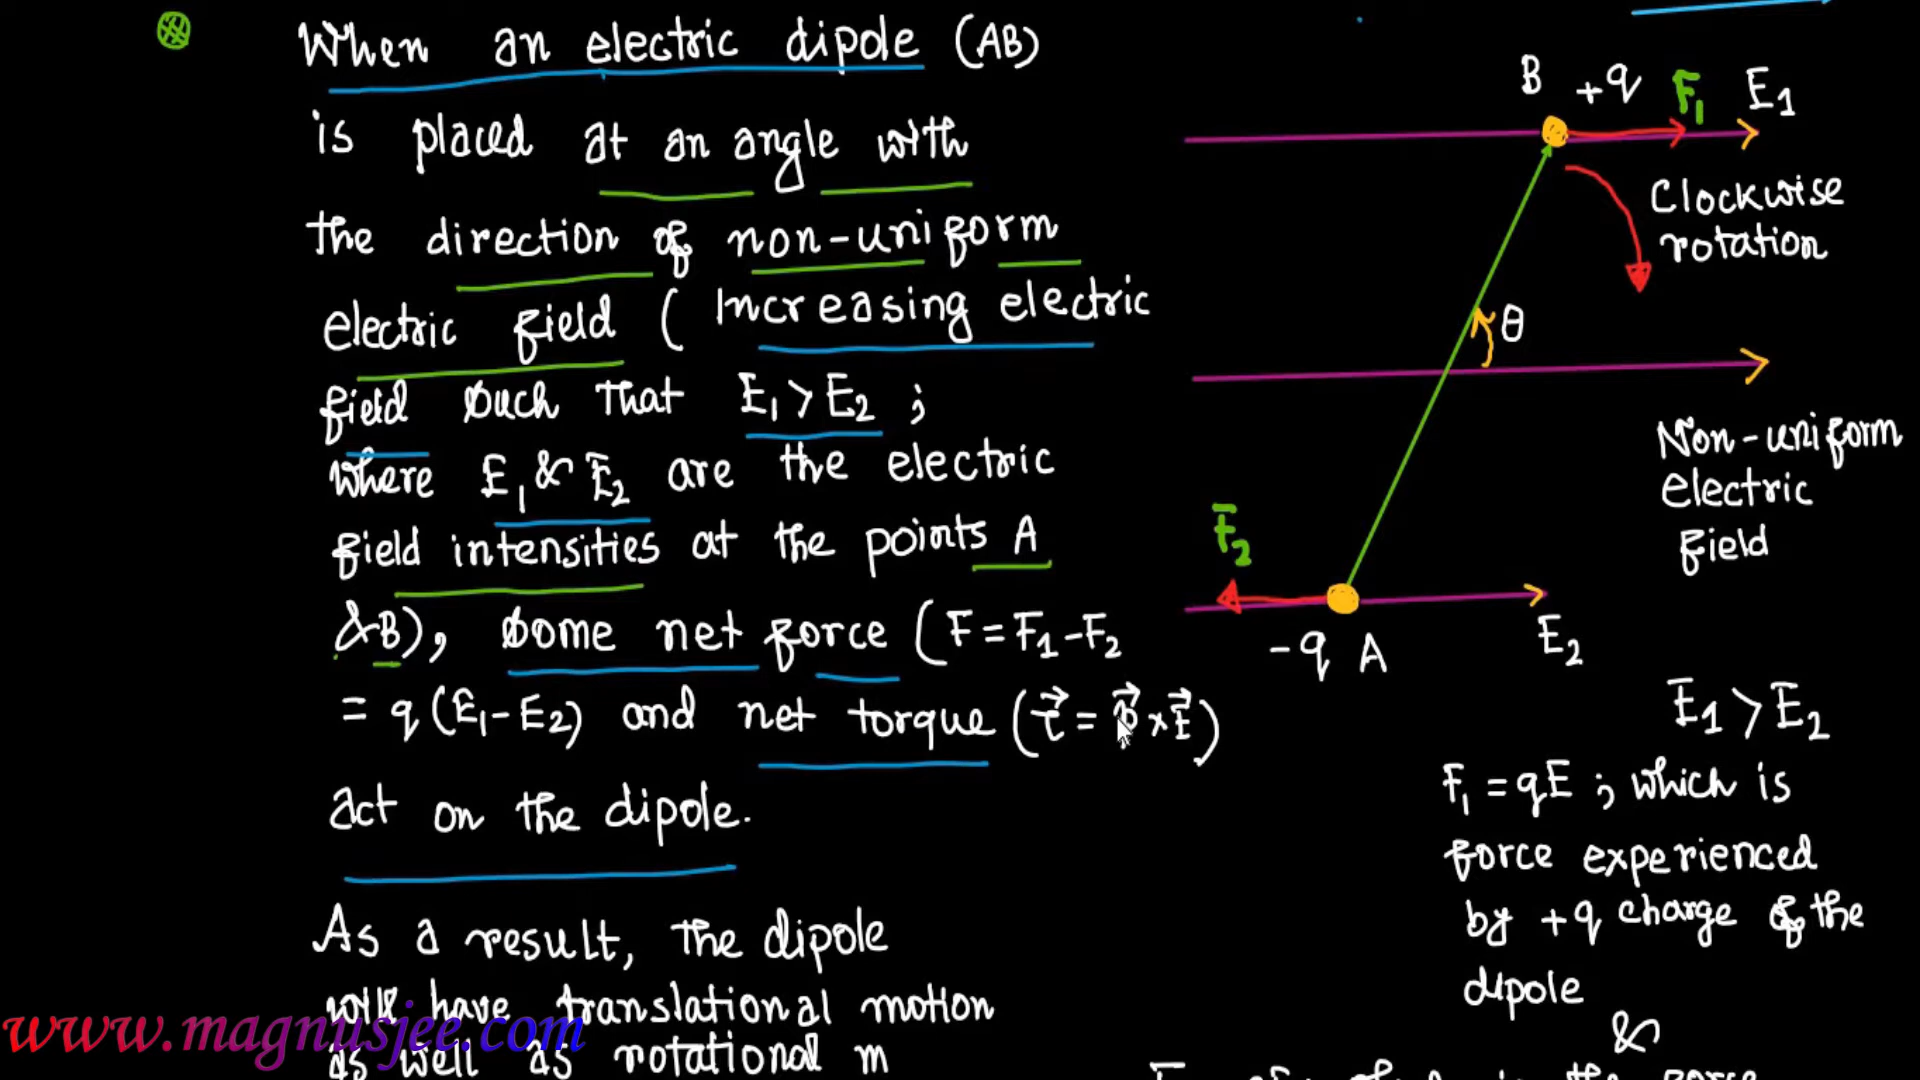 When an electric dipole (AB)
is placed at an angle with
the direction of non-uniform
electric field ( Increasing electric
field such that E₁ > E₂ ;
where E₁ & E₂ are the electric
field intensities at the points A
& B), some net force (F = F₁ - F₂
= q (E₁ - E₂) and net torque (τ⃗ = p⃗ × E⃗)
act on the dipole.
As a result, the dipole
will have translational motion
as well as rotational m
www.magnusjee.com
B +q F₁ E₁
Clockwise
rotation
θ
Non-uniform
electric
field
F₂
-q A E₂
E₁ > E₂
F₁ = qE ; which is
force experienced
by +q charge of the
dipole
&
the force